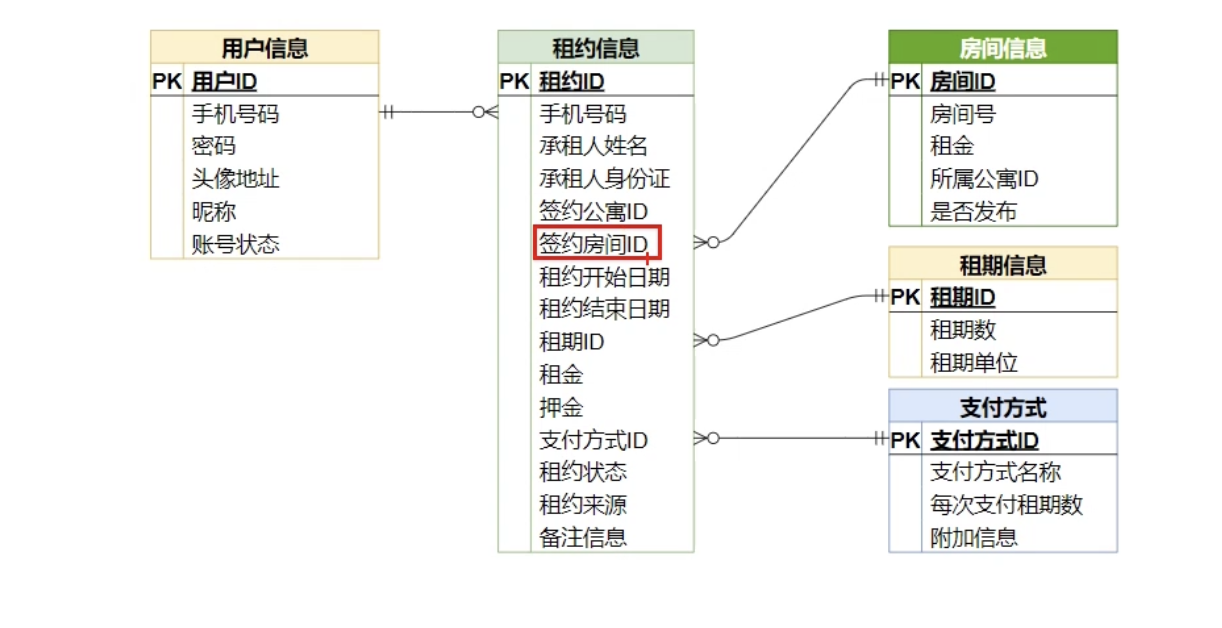 用户信息
PK 用户ID
手机号码
密码
头像地址
昵称
账号状态
租约信息
PK 租约ID
手机号码
承租人姓名
承租人身份证
签约公寓ID
签约房间ID
租约开始日期
租约结束日期
租期ID
租金
押金
支付方式ID
租约状态
租约来源
备注信息
房间信息
PK 房间ID
房间号
租金
所属公寓ID
是否发布
租期信息
PK 租期ID
租期数
租期单位
支付方式
PK 支付方式ID
支付方式名称
每次支付租期数
附加信息